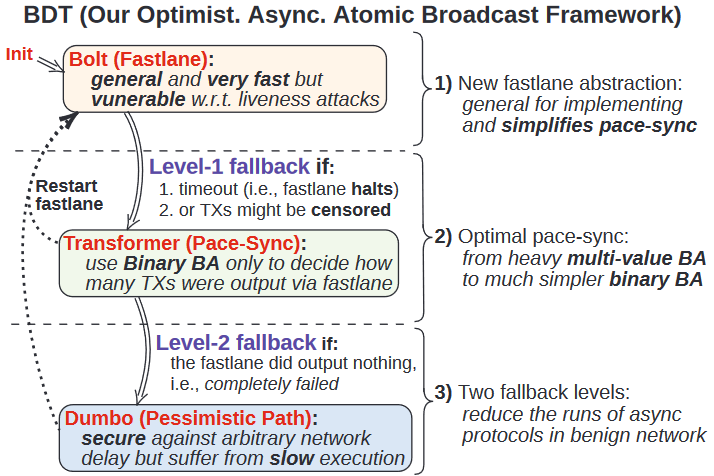 BDT (Our Optimist. Async. Atomic Broadcast Framework)
Init
Bolt (Fastlane):
general and very fast but
vunerable w.r.t. liveness attacks
1) New fastlane abstraction:
general for implementing
and simplifies pace-sync
Restart
fastlane
Level-1 fallback if:
1. timeout (i.e., fastlane halts)
2. or TXs might be censored
Transformer (Pace-Sync):
use Binary BA only to decide how
many TXs were output via fastlane
2) Optimal pace-sync:
from heavy multi-value BA
to much simpler binary BA
Level-2 fallback if:
the fastlane did output nothing,
i.e., completely failed
Dumbo (Pessimistic Path):
secure against arbitrary network
delay but suffer from slow execution
3) Two fallback levels:
reduce the runs of async
protocols in benign network